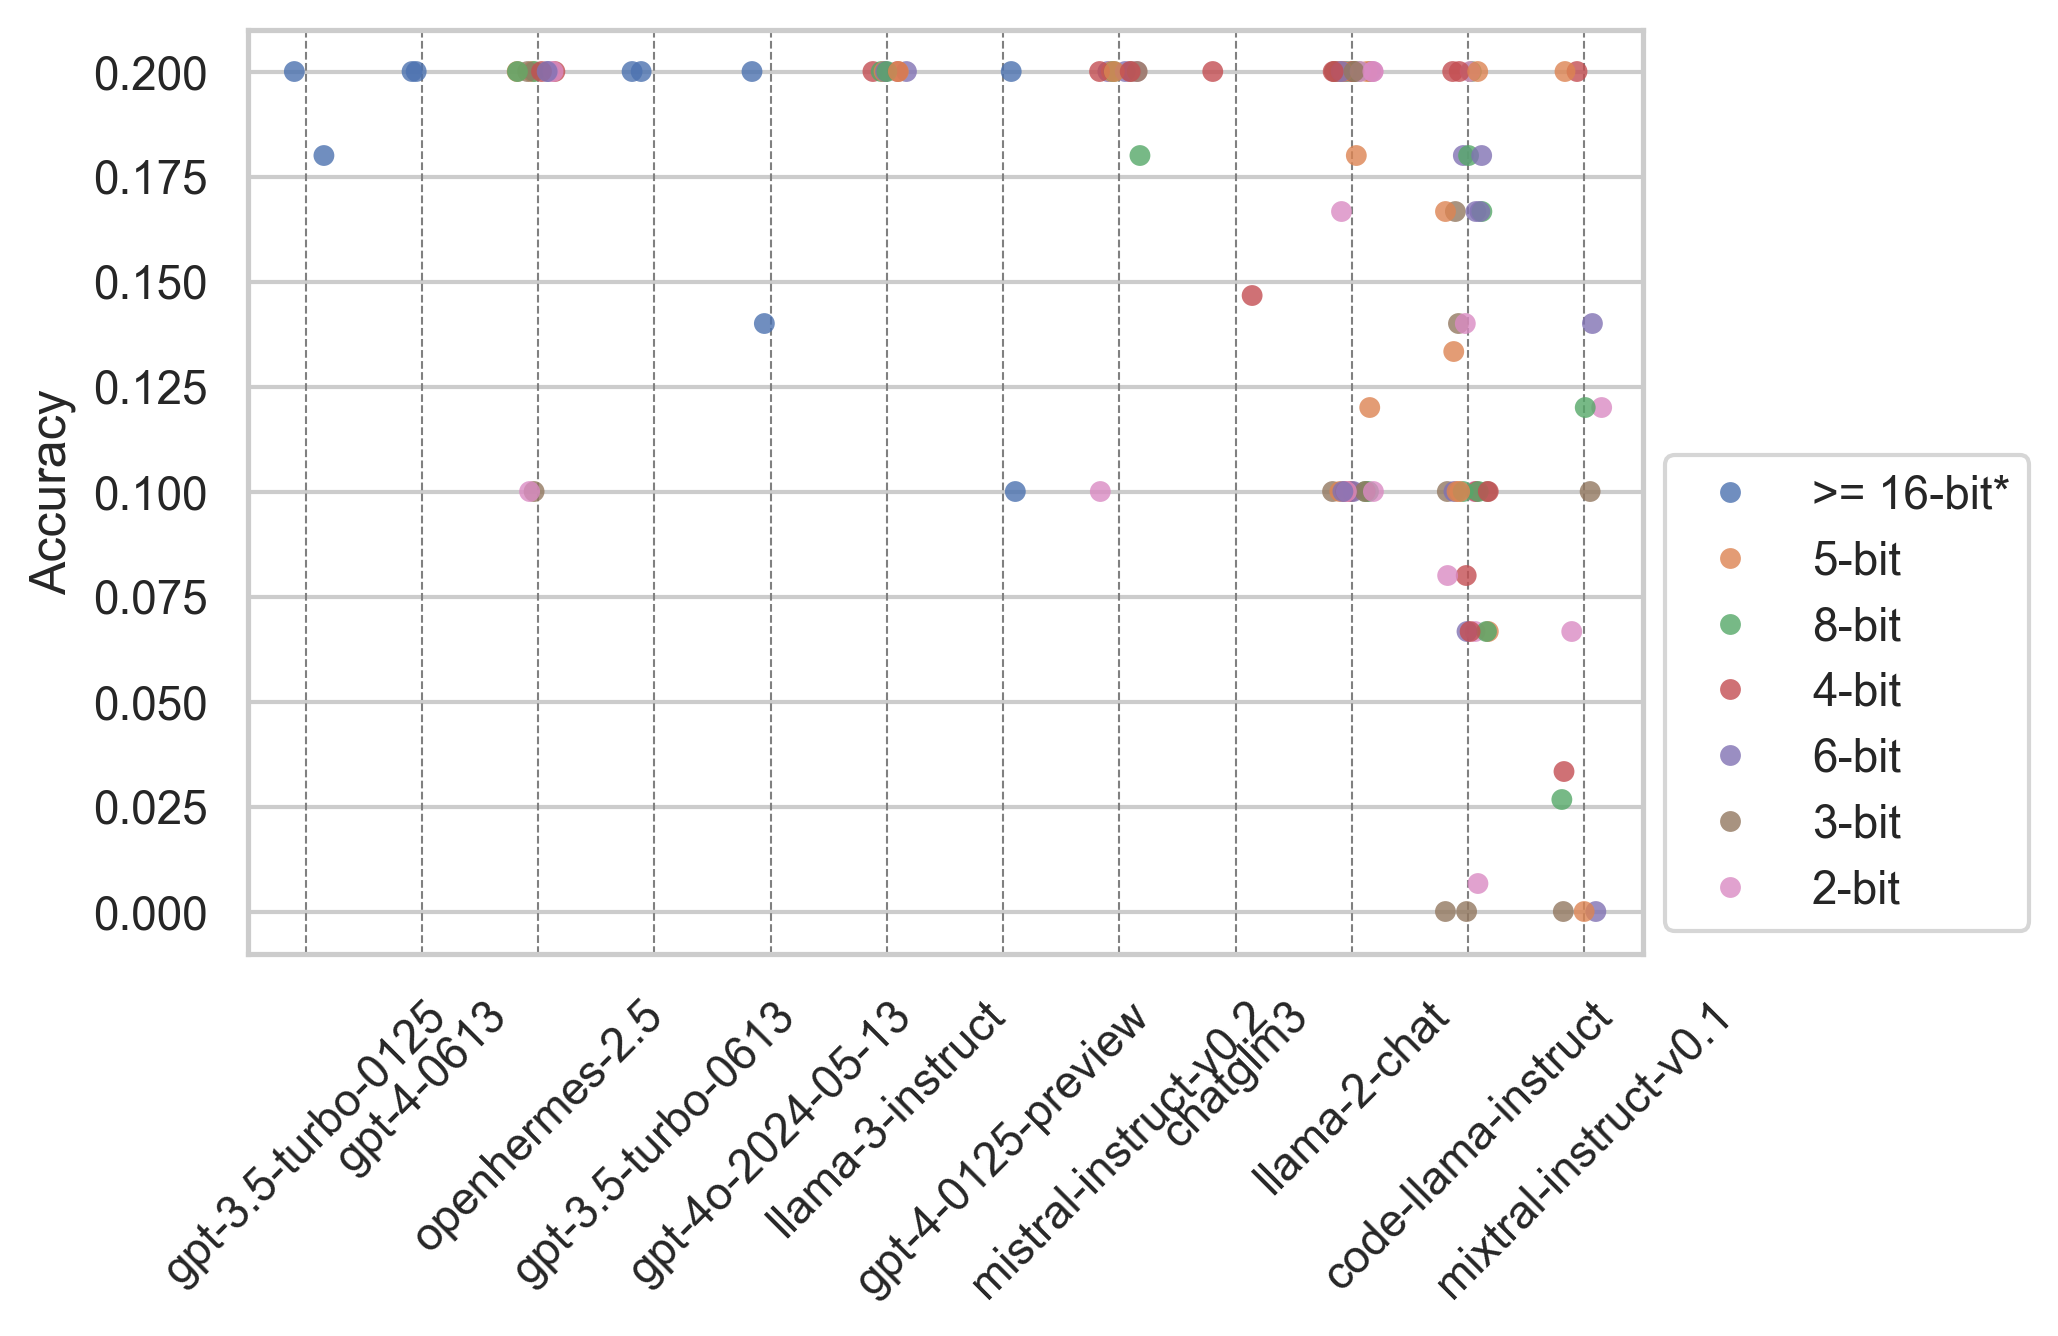 0.200
0.175
0.150
0.125
0.100
0.075
0.050
0.025
0.000
Accuracy
gpt-3.5-turbo-0125
gpt-4-0613
openhermes-2.5
gpt-3.5-turbo-0613
gpt-4o-2024-05-13
llama-3-instruct
gpt-4-0125-preview
mistral-instruct-v0.2
chatglm3
llama-2-chat
code-llama-instruct
mixtral-instruct-v0.1
>= 16-bit*
5-bit
8-bit
4-bit
6-bit
3-bit
2-bit